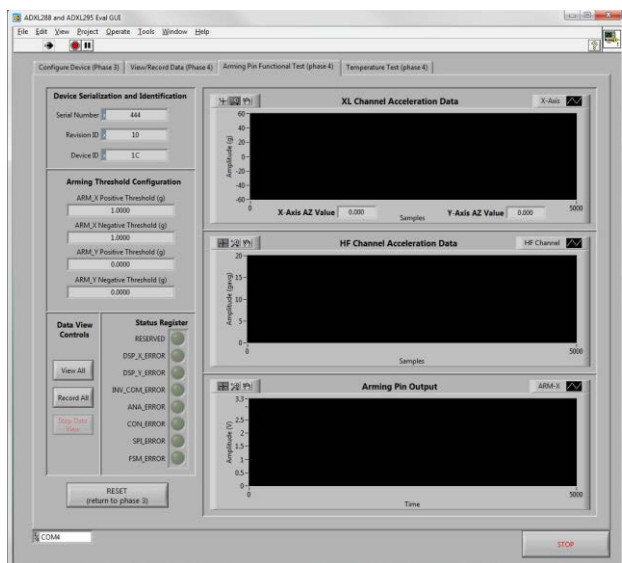 ADXL288 and ADXL295 Eval GUI
File Edit View Project Operate Tools Window Help
Configure Device (Phase 3) View/Record Data (Phase 4) Arming Pin Functional Test (phase 4) Temperature Test (phase 4)
Device Serialization and Identification
Serial Number 444
Revision ID 10
Device ID 1C
Arming Threshold Configuration
ARM_X Positive Threshold (g)
1.0000
ARM_X Negative Threshold (g)
1.0000
ARM_Y Positive Threshold (g)
0.0000
ARM_Y Negative Threshold (g)
0.0000
Data View Controls
View All
Record All
Stop Data View
Status Register
RESERVED
DSP_X_ERROR
DSP_Y_ERROR
INV_COM_ERROR
ANA_ERROR
CON_ERROR
SPI_ERROR
FSM_ERROR
RESET
(return to phase 3)
XL Channel Acceleration Data X-Axis
Amplitude (g)
60
40
20
0
-20
-40
-60
0 5000
X-Axis AZ Value 0.000 Samples Y-Axis AZ Value 0.000
HF Channel Acceleration Data HF Channel
Amplitude (gavg)
20
15
10
5
0
0 5000
Samples
Arming Pin Output ARM-X
Amplitude (V)
3.3
2.5
2
1.5
1
0.5
0
0 5000
Time
COM4
STOP